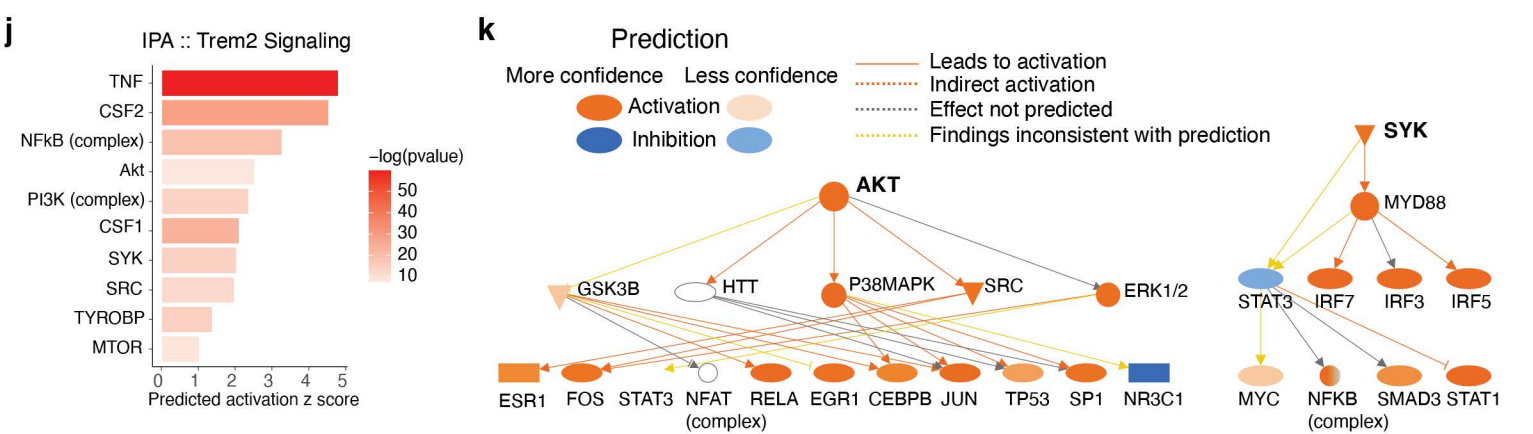 j
IPA :: Trem2 Signaling
TNF
CSF2
NFkB (complex)
Akt
PI3K (complex)
CSF1
SYK
SRC
TYROBP
MTOR
0 1 2 3 4 5
Predicted activation z score
−log(pvalue)
50
40
30
20
10
k
Prediction
More confidence Less confidence
Activation
Inhibition
Leads to activation
Indirect activation
Effect not predicted
Findings inconsistent with prediction
AKT
GSK3B HTT P38MAPK SRC ERK1/2
ESR1 FOS STAT3 NFAT RELA EGR1 CEBPB JUN TP53 SP1 NR3C1
(complex)
SYK
MYD88
STAT3 IRF7 IRF3 IRF5
MYC NFKB SMAD3 STAT1
(complex)